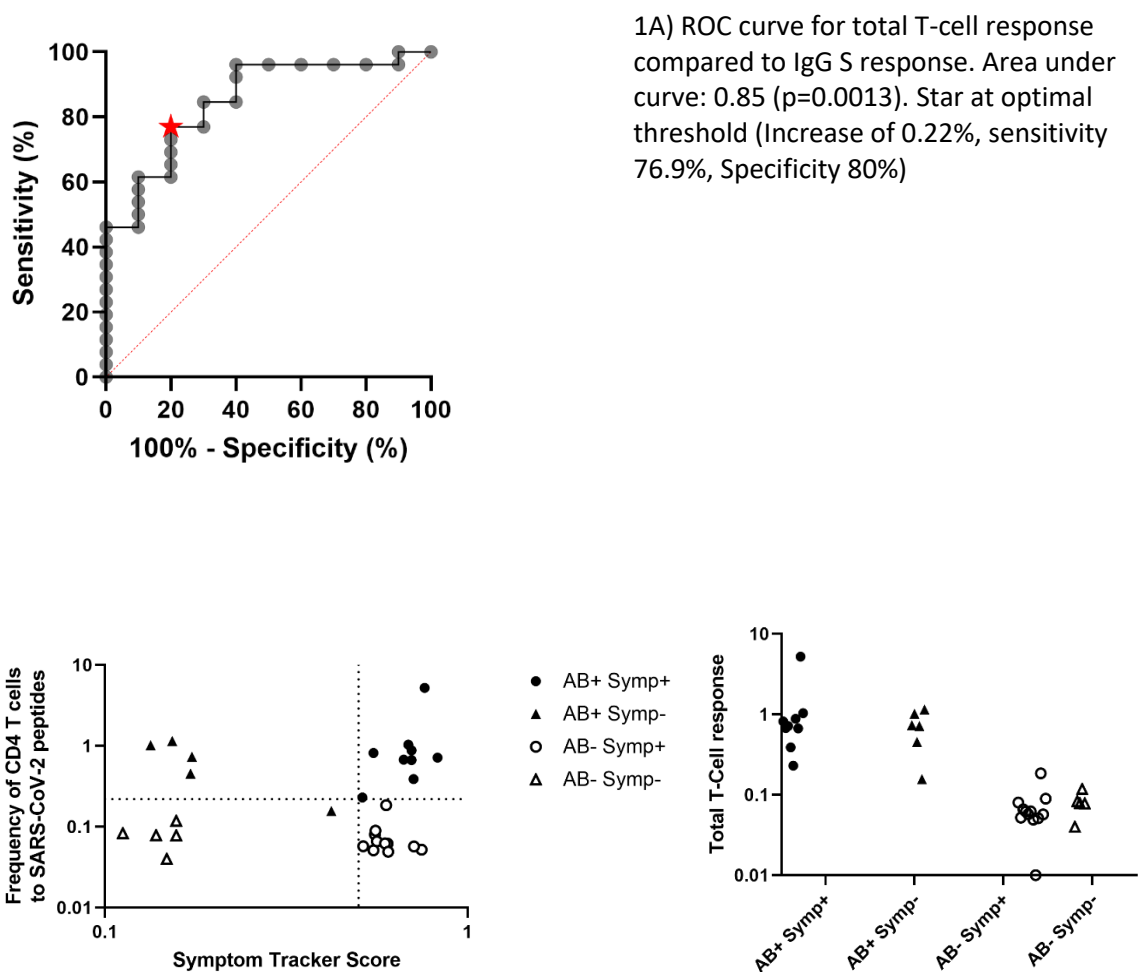 1A) ROC curve for total T-cell response
compared to IgG S response. Area under
curve: 0.85 (p=0.0013). Star at optimal
threshold (Increase of 0.22%, sensitivity
76.9%, Specificity 80%)
Sensitivity (%)
100
80
60
40
20
0
0 20 40 60 80 100
100% - Specificity (%)
Frequency of CD4 T cells
to SARS-CoV-2 peptides
10
1
0.1
0.01
0.1 1
Symptom Tracker Score
AB+ Symp+
AB+ Symp-
AB- Symp+
AB- Symp-
Total T-Cell response
10
1
0.1
0.01
AB+ Symp+
AB+ Symp-
AB- Symp+
AB- Symp-